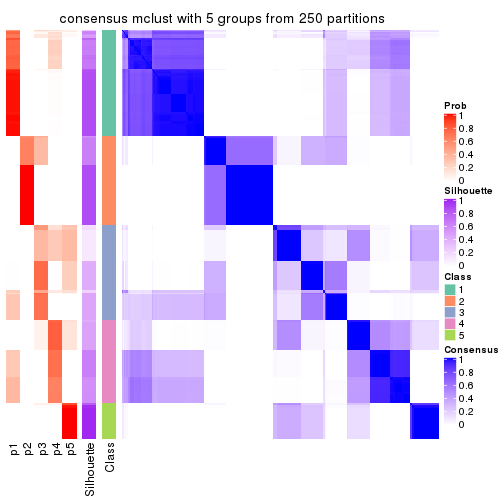 consensus mclust with 5 groups from 250 partitions
Prob
1
0.8
0.6
0.4
0.2
0
Silhouette
1
0.8
0.6
0.4
0.2
0
Class
1
2
3
4
5
Consensus
1
0.8
0.6
0.4
0.2
0
p1
p2
p3
p4
p5
Silhouette
Class